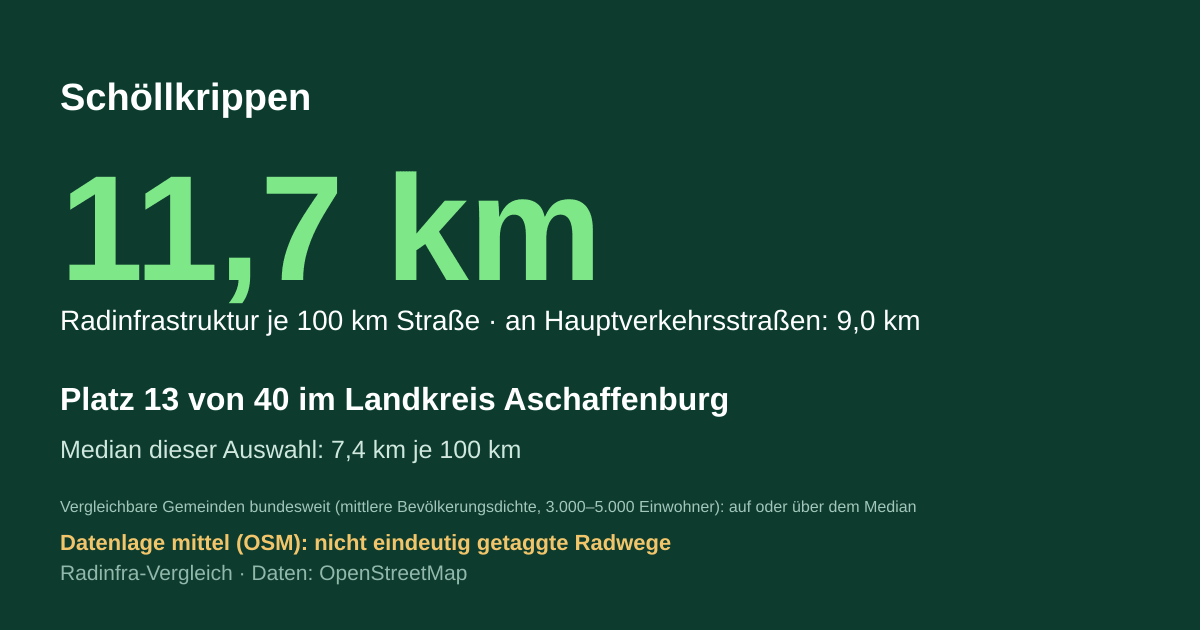 Schöllkrippen
11,7 km
Radinfrastruktur je 100 km Straße · an Hauptverkehrsstraßen: 9,0 km
Platz 13 von 40 im Landkreis Aschaffenburg
Median dieser Auswahl: 7,4 km je 100 km
Vergleichbare Gemeinden bundesweit (mittlere Bevölkerungsdichte, 3.000–5.000 Einwohner): auf oder über dem Median
Datenlage mittel (OSM): nicht eindeutig getaggte Radwege
Radinfra-Vergleich · Daten: OpenStreetMap